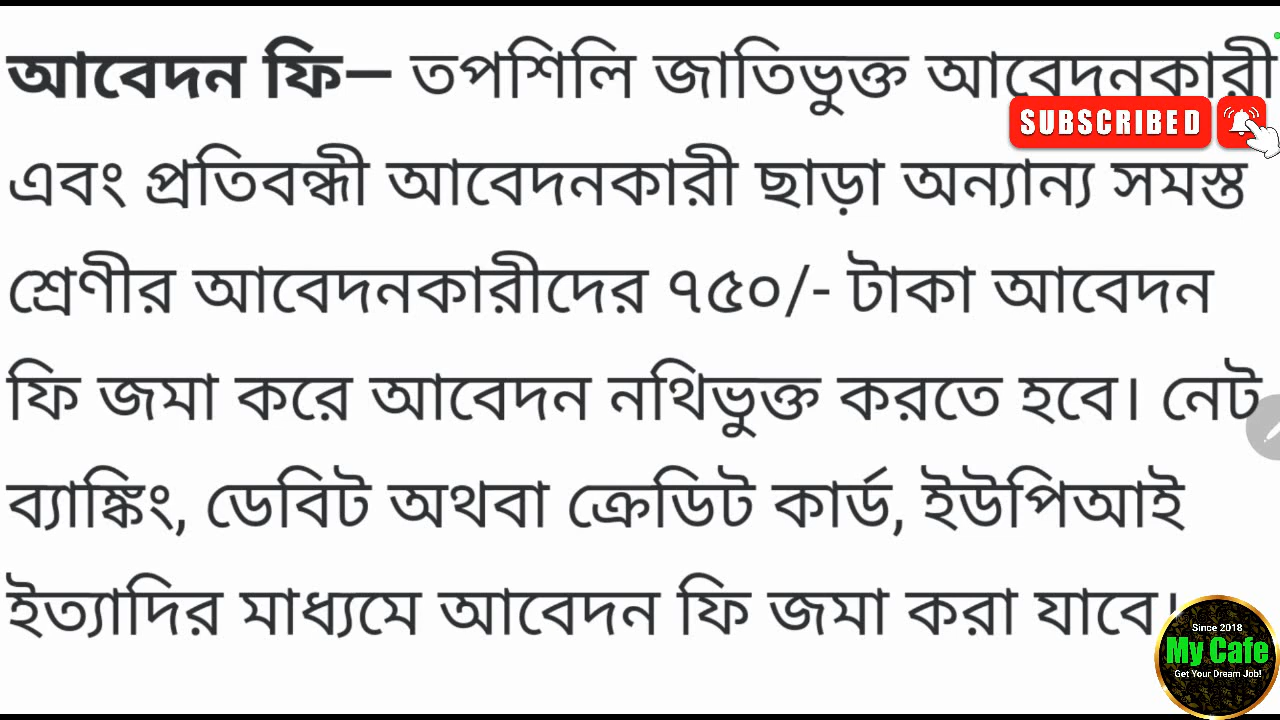 আবেদন ফি— তপশিলি জাতিভুক্ত আবেদনকারী
SUBSCRIBED
এবং প্রতিবন্ধী আবেদনকারী ছাড়া অন্যান্য সমস্ত
শ্রেণীর আবেদনকারীদের ৭৫০/- টাকা আবেদন
ফি জমা করে আবেদন নথিভুক্ত করতে হবে। নেট
ব্যাঙ্কিং, ডেবিট অথবা ক্রেডিট কার্ড, ইউপিআই
ইত্যাদির মাধ্যমে আবেদন ফি জমা করা যাবে।
Since 2018
My Cafe
Get Your Dream Job!